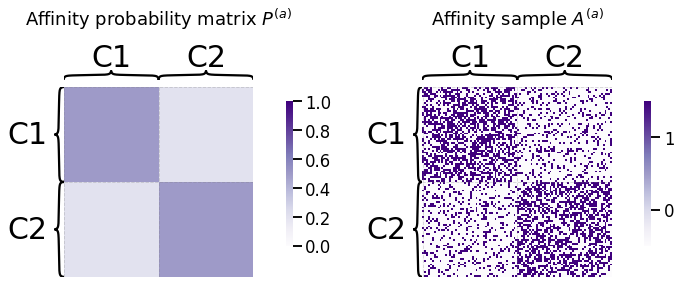 Affinity probability matrix P^(a)
C1 C2
C1
C2
1.0
0.8
0.6
0.4
0.2
0.0
Affinity sample A^(a)
C1 C2
C1
C2
1
0